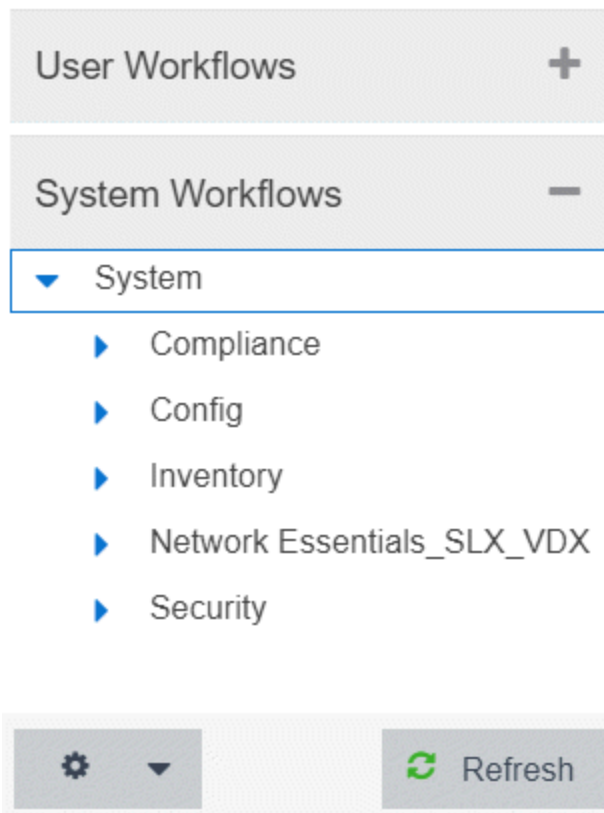 User Workflows
System Workflows
System
Compliance
Config
Inventory
Network Essentials_SLX_VDX
Security
Refresh